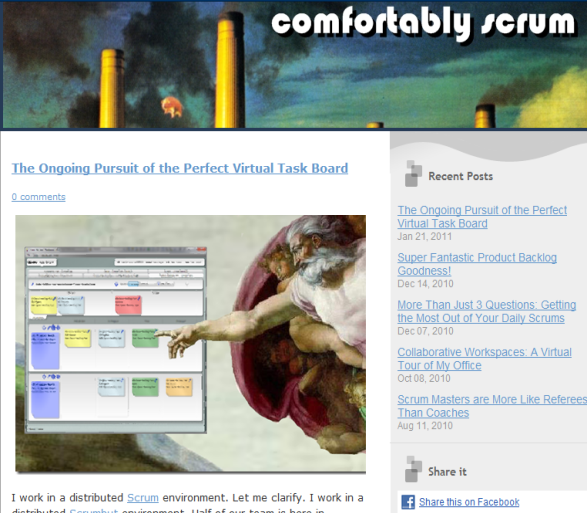 comfortably scrum
The Ongoing Pursuit of the Perfect Virtual Task Board
0 comments
I work in a distributed Scrum environment. Let me clarify. I work in a
distributed Scrumbut environment. Half of our team is here in
Recent Posts
The Ongoing Pursuit of the Perfect
Virtual Task Board
Jan 21, 2011
Super Fantastic Product Backlog
Goodness!
Dec 14, 2010
More Than Just 3 Questions: Getting
the Most Out of Your Daily Scrums
Dec 07, 2010
Collaborative Workspaces: A Virtual
Tour of My Office
Oct 08, 2010
Scrum Masters are More Like Referees
Than Coaches
Aug 11, 2010
Share it
Share this on Facebook